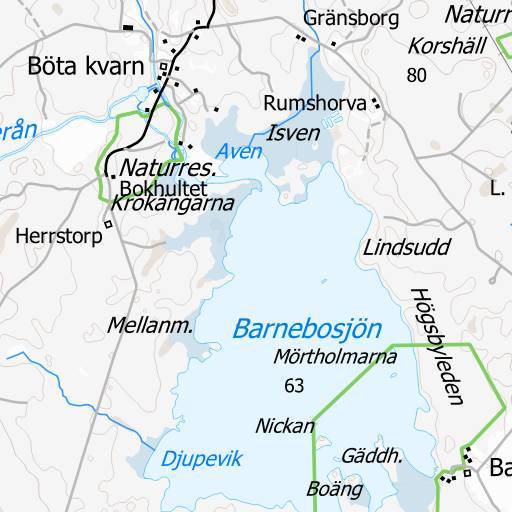 Gränsborg
Naturr
Korshäll
Böta kvarn
80
Rumshorva
erån
Isven
Aven
Naturres.
Bokhultet
Krokängarna
L.
Herrstorp
Lindsudd
Högsbyleden
Mellanm.
Barnebosjön
Mörtholmarna
63
Nickan
Djupevik
Gäddh.
Ba
Boäng